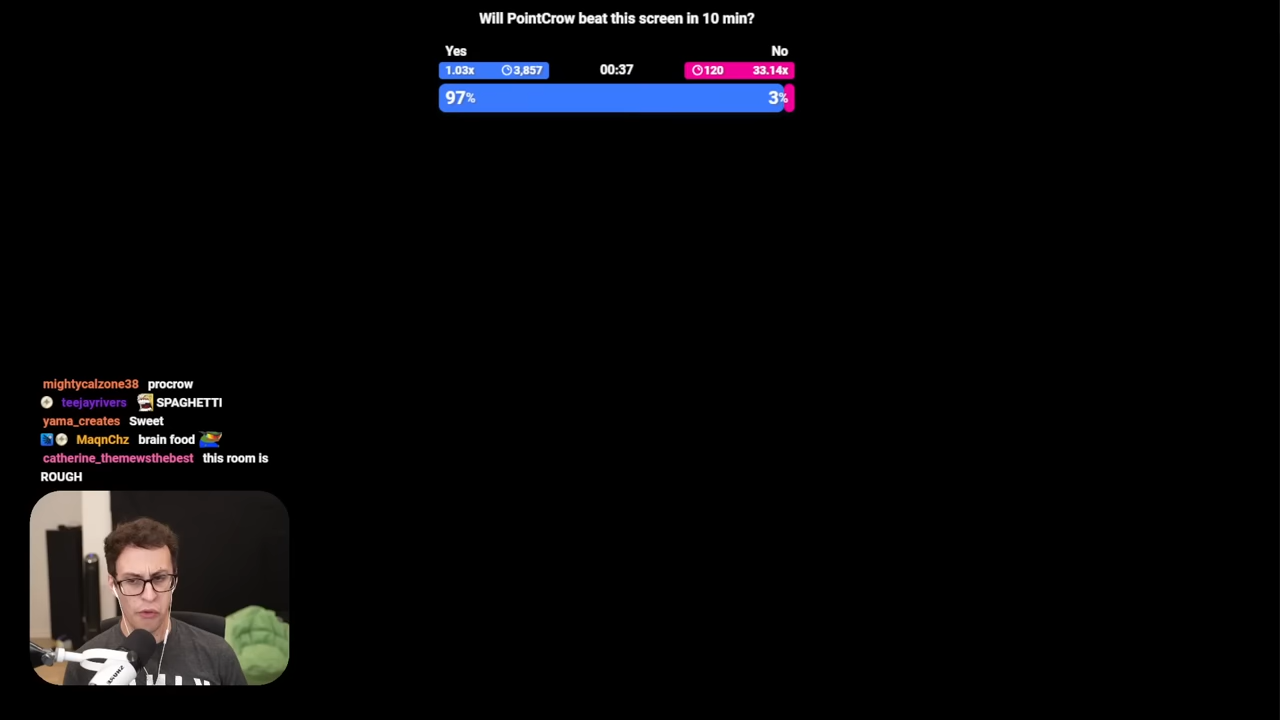 Will PointCrow beat this screen in 10 min?
Yes
No
1.03x 3,857
00:37
120 33.14x
97%
3%
mightycalzone38 procrow
teejayrivers SPAGHETTI
yama_creates Sweet
MaqnChz brain food
catherine_themewsthebest this room is
ROUGH